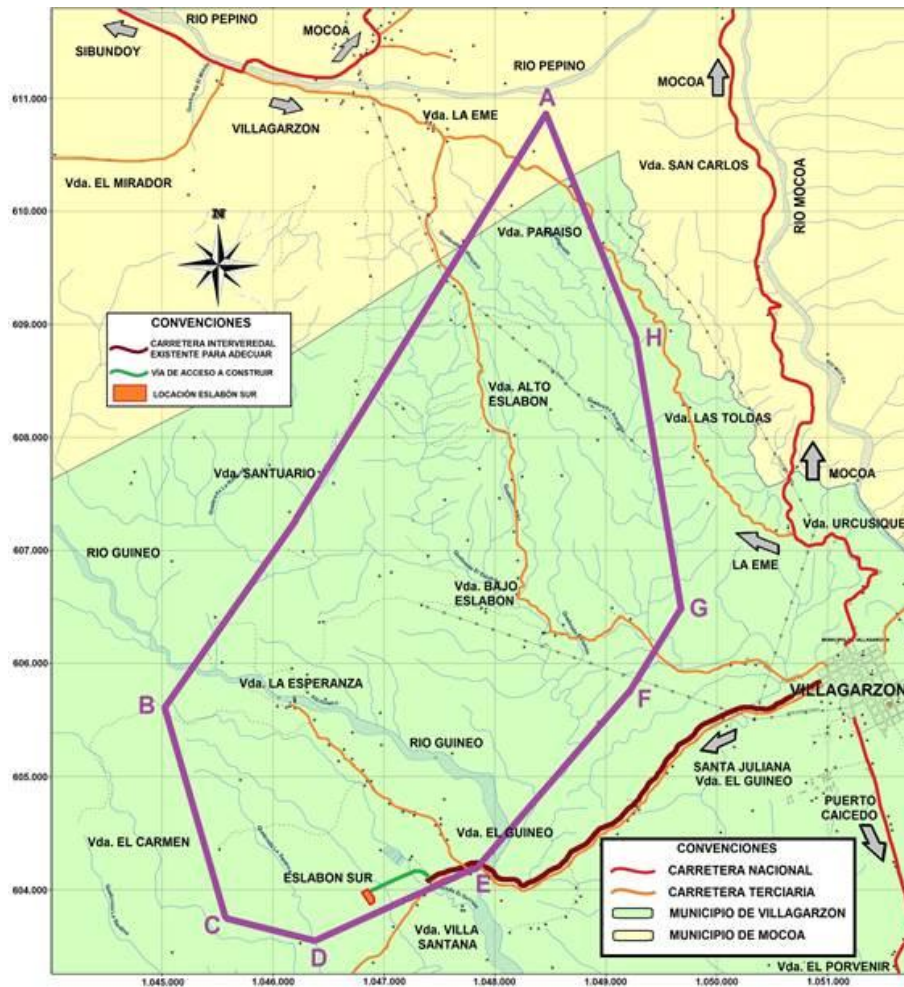 RIO PEPINO
MOCOA
SIBUNDOY
RIO PEPINO
MOCOA
611.000
A
Vda. LA EME
VILLAGARZON
Vda. SAN CARLOS
Vda. EL MIRADOR
RIO MOCOA
N
610.000
Vda. PARAISO
CONVENCIONES
CARRETERA INTERVEREDAL
EXISTENTE PARA ADECUAR
VÍA DE ACCESO A CONSTRUIR
LOCACIÓN ESLABÓN SUR
609.000
H
Vda. ALTO
ESLABON
Vda. LAS TOLDAS
608.000
Vda. SANTUARIO
MOCOA
Vda. URCUSIQUE
607.000
RIO GUINEO
LA EME
Vda. BAJO
ESLABON
G
606.000
Vda. LA ESPERANZA
F
VILLAGARZON
B
RIO GUINEO
605.000
SANTA JULIANA
Vda. EL GUINEO
PUERTO
CAICEDO
Vda. EL CARMEN
Vda. EL GUINEO
ESLABON SUR
E
604.000
C
Vda. VILLA
SANTANA
D
CONVENCIONES
CARRETERA NACIONAL
CARRETERA TERCIARIA
MUNICIPIO DE VILLAGARZON
MUNICIPIO DE MOCOA
Vda. EL PORVENIR
1.045.000
1.046.000
1.047.000
1.048.000
1.049.000
1.050.000
1.051.000